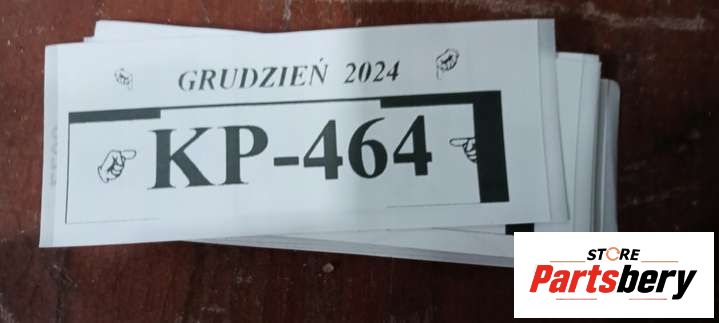 GRUDZIEŃ 2024
KP-464
STORE
Partsbery